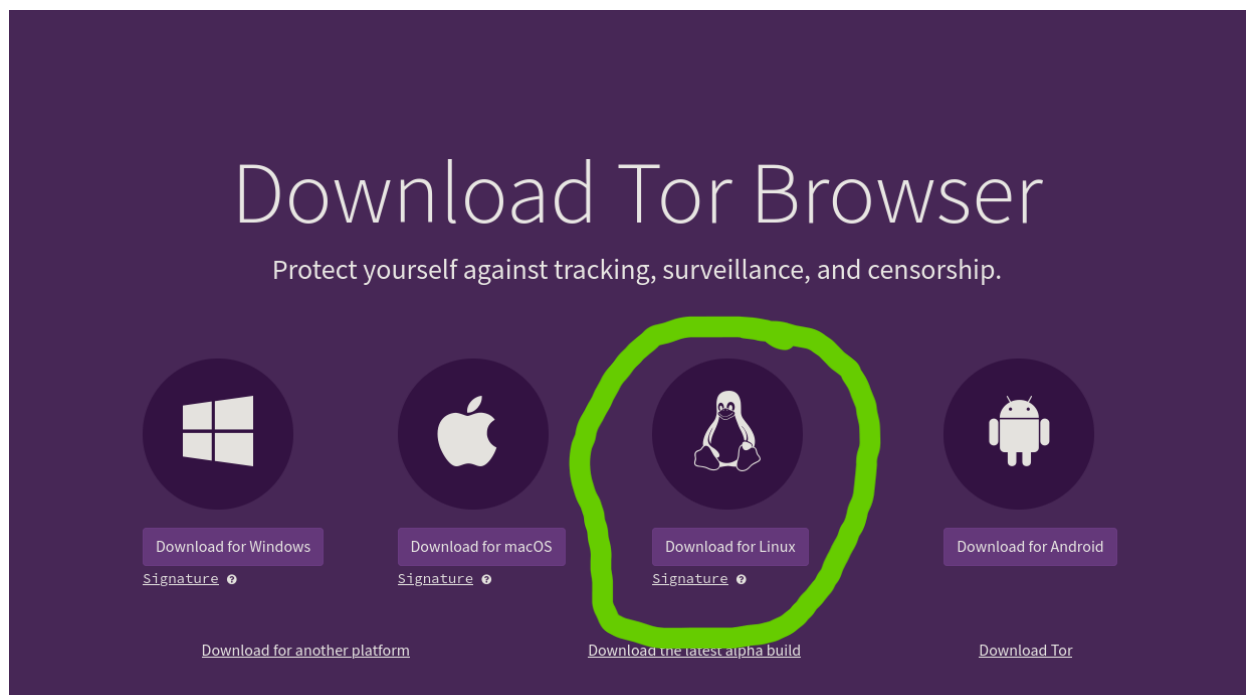 Download Tor Browser
Protect yourself against tracking, surveillance, and censorship.
Download for Windows
Download for macOS
Download for Linux
Download for Android
Signature
Signature
Signature
Download for another platform
Download the latest alpha build
Download Tor